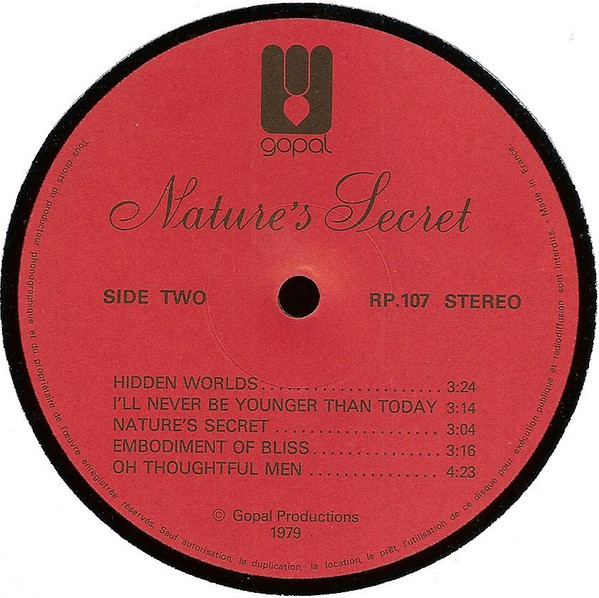 gopal
Nature's Secret
SIDE TWO
RP.107 STEREO
HIDDEN WORLDS........................ 3:24
I'LL NEVER BE YOUNGER THAN TODAY 3:14
NATURE'S SECRET ...................... 3:04
EMBODIMENT OF BLISS................. 3:16
OH THOUGHTFUL MEN ................. 4:23
© Gopal Productions
1979
Tous droits du producteur phonographique et du propriétaire de l'œuvre enregistrée réservés. Sauf autorisation, la duplication, la location, le prêt, l'utilisation de ce disque pour exécution publique et radiodiffusion sont Interdits. - Made in France.